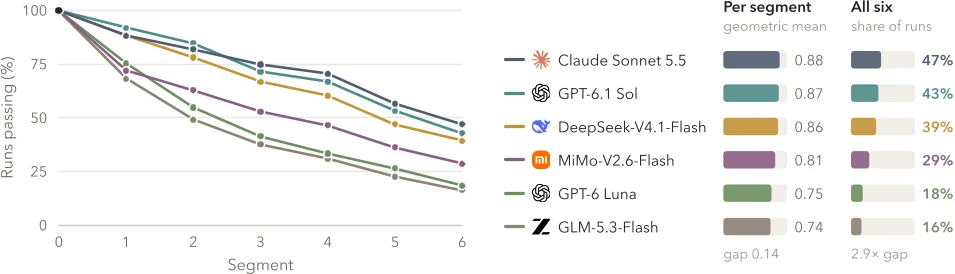 Runs passing (%)
100
75
50
25
0
0 1 2 3 4 5 6
Segment
Per segment
geometric mean
All six
share of runs
Claude Sonnet 5.5 0.88 47%
GPT-6.1 Sol 0.87 43%
DeepSeek-V4.1-Flash 0.86 39%
MiMo-V2.6-Flash 0.81 29%
GPT-6 Luna 0.75 18%
GLM-5.3-Flash 0.74 16%
gap 0.14 2.9× gap